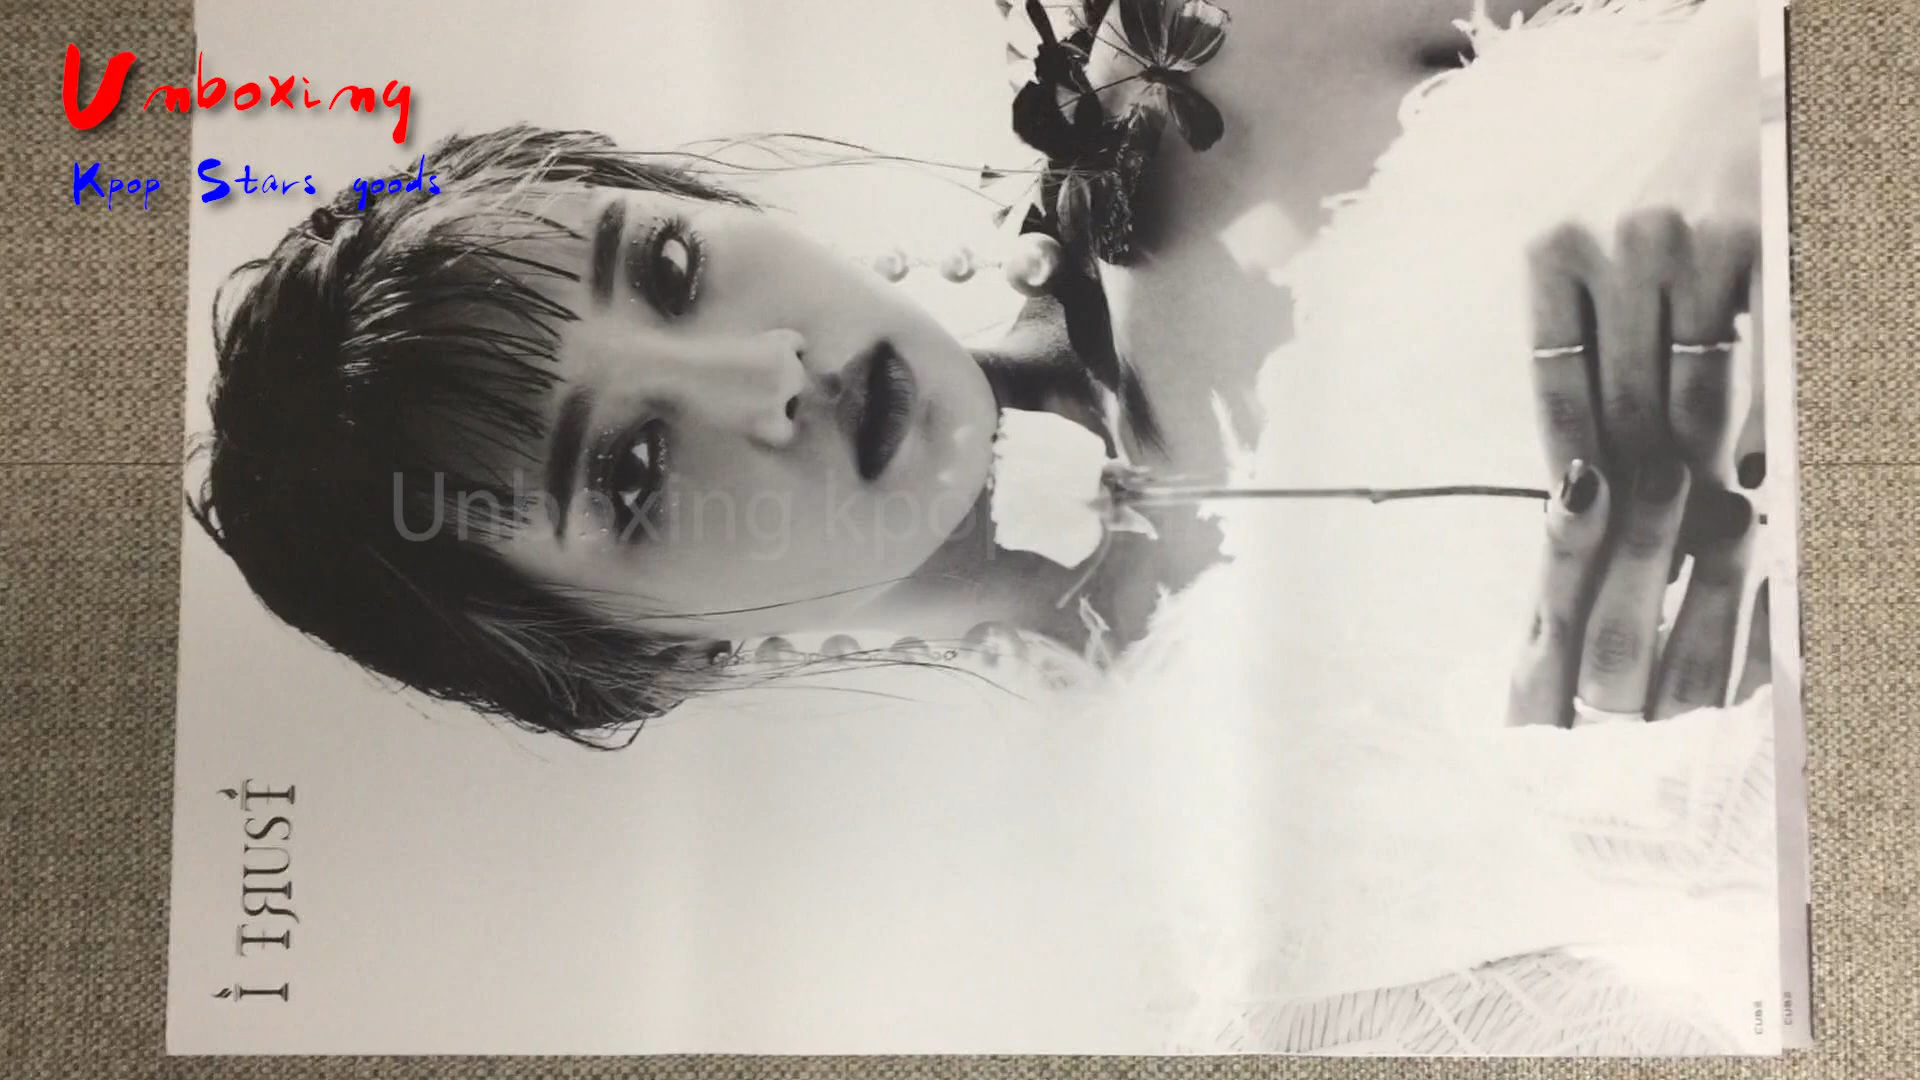 Unboxing
Kpop Stars goods
Unboxing kpop
I TRUST
CUBE
CUBE